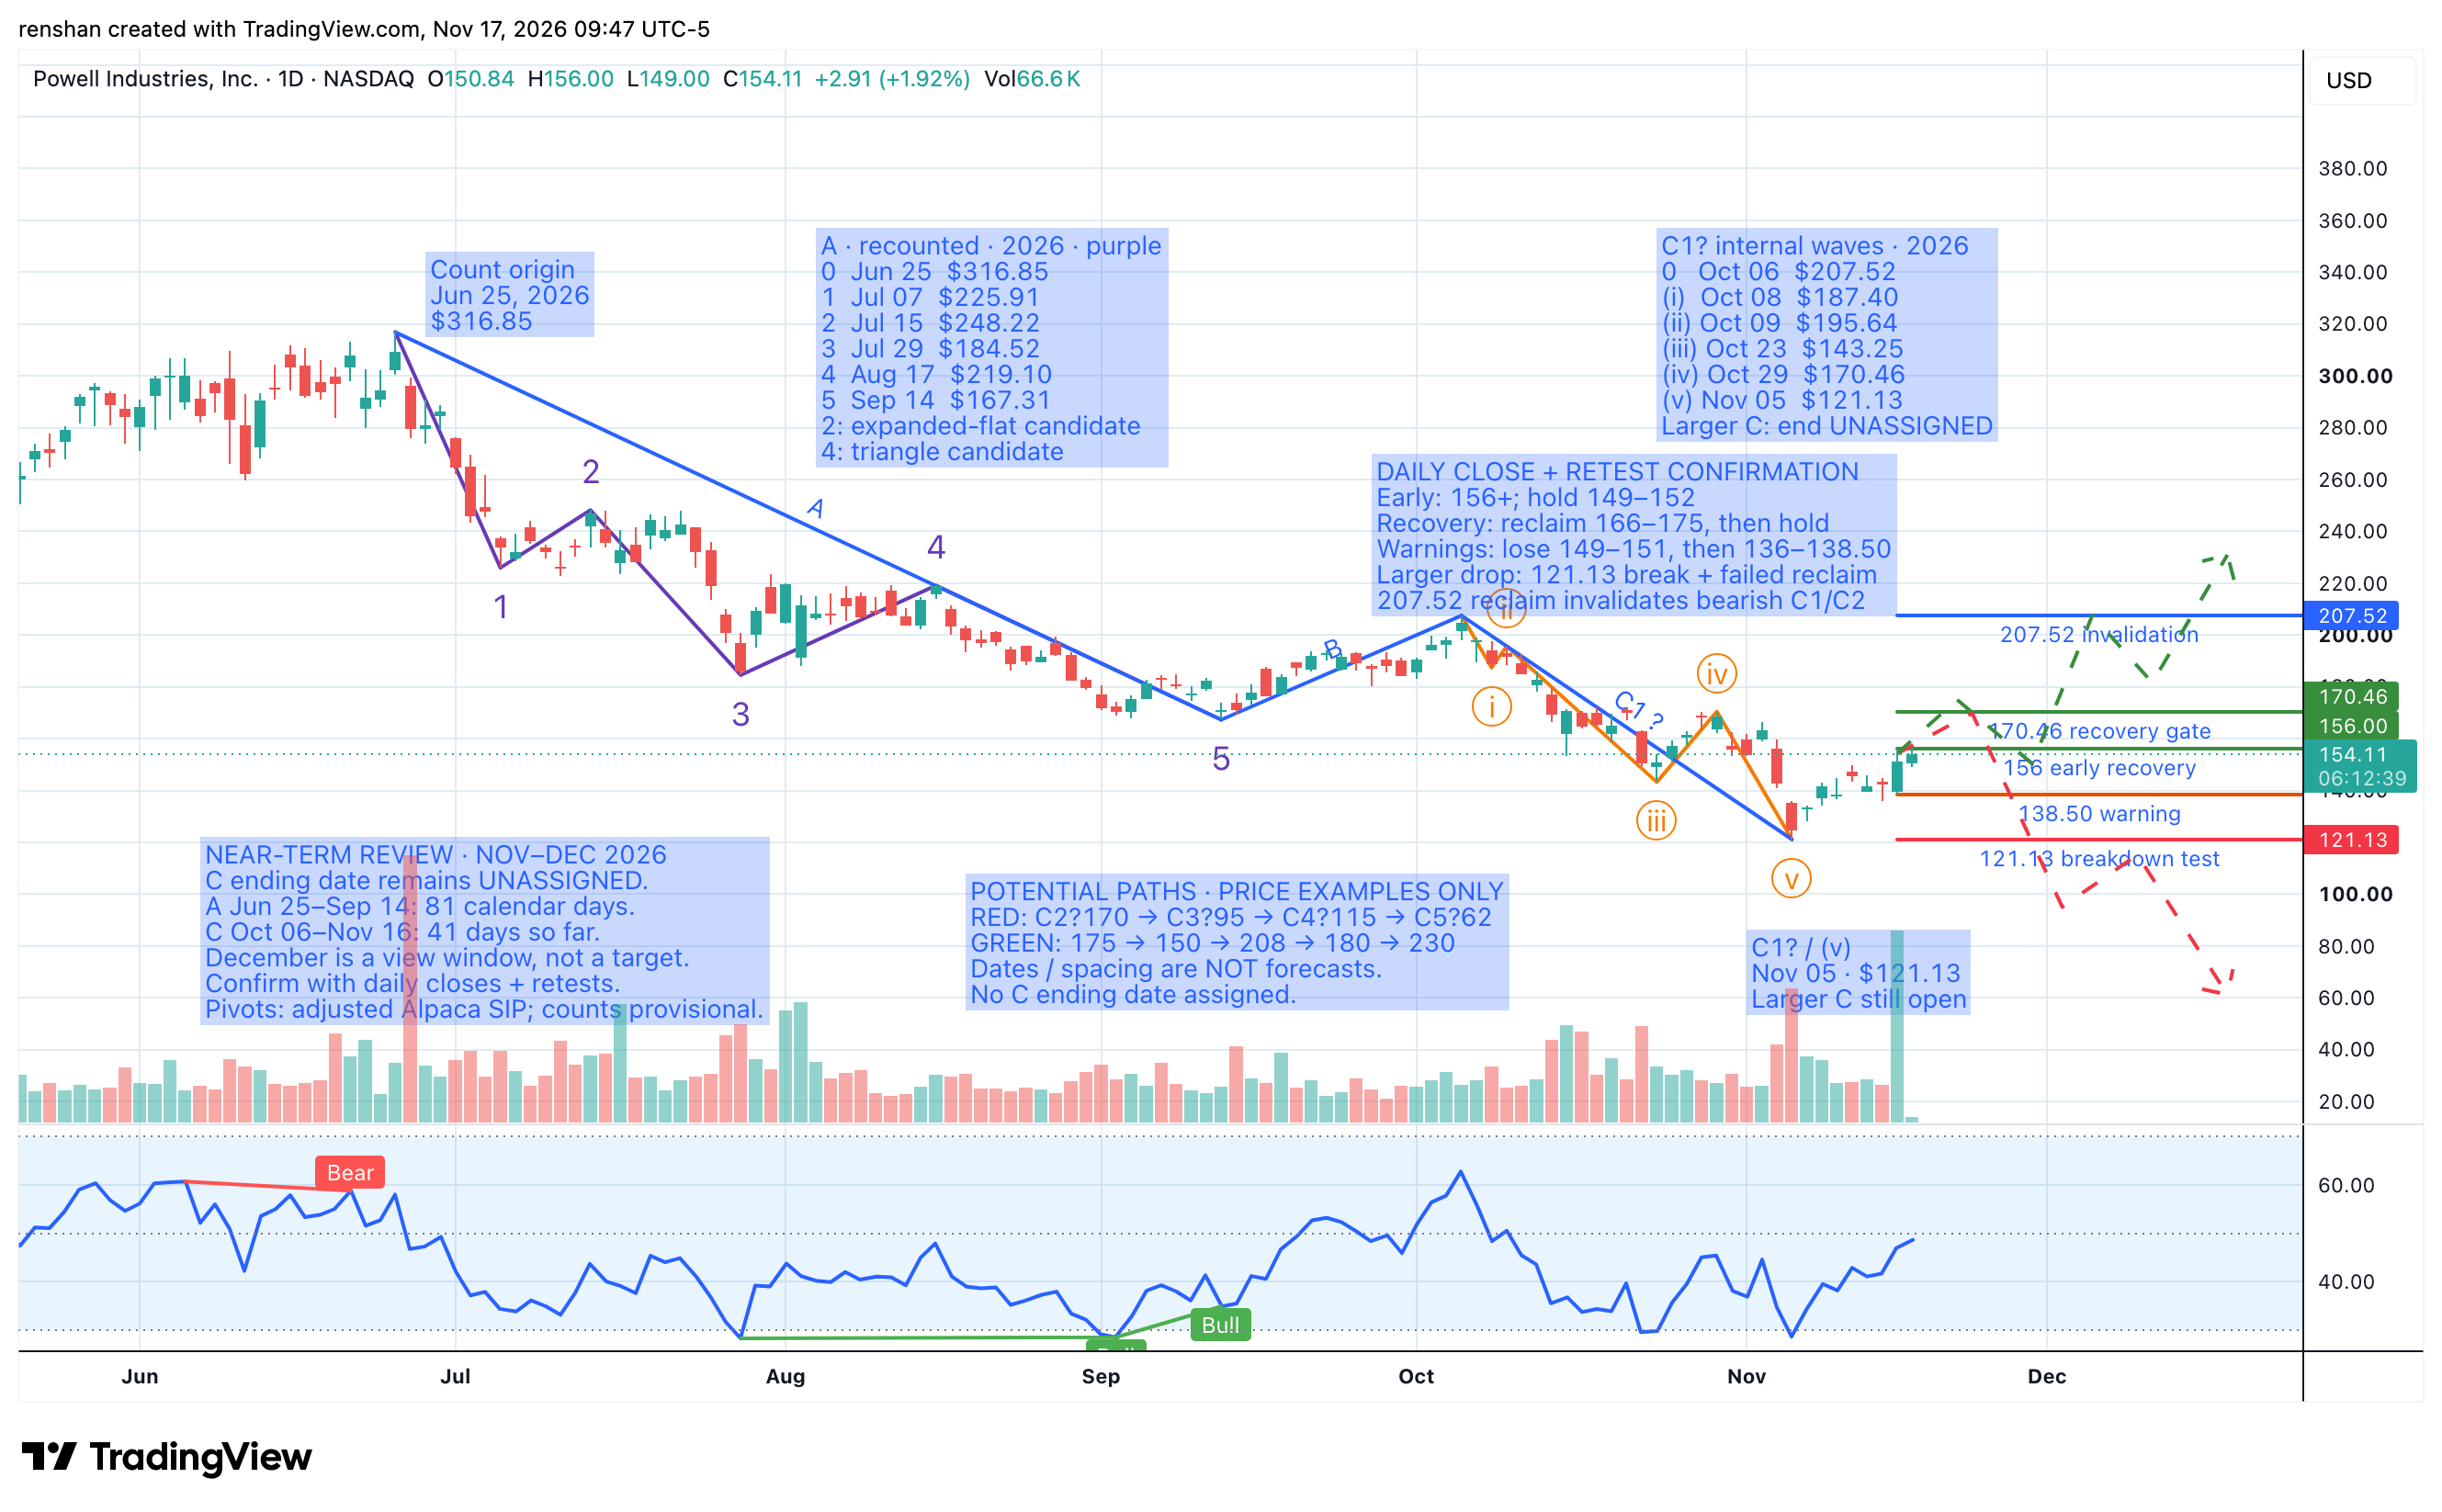 renshan created with TradingView.com, Nov 17, 2026 09:47 UTC-5
Powell Industries, Inc. · 1D · NASDAQ O150.84 H156.00 L149.00 C154.11 +2.91 (+1.92%) Vol66.6K
USD
Count origin
Jun 25, 2026
$316.85
A · recounted · 2026 · purple
0 Jun 25 $316.85
1 Jul 07 $225.91
2 Jul 15 $248.22
3 Jul 29 $184.52
4 Aug 17 $219.10
5 Sep 14 $167.31
2: expanded-flat candidate
4: triangle candidate
C1? internal waves · 2026
0 Oct 06 $207.52
(i) Oct 08 $187.40
(ii) Oct 09 $195.64
(iii) Oct 23 $143.25
(iv) Oct 29 $170.46
(v) Nov 05 $121.13
Larger C: end UNASSIGNED
DAILY CLOSE + RETEST CONFIRMATION
Early: 156+; hold 149–152
Recovery: reclaim 166–175, then hold
Warnings: lose 149–151, then 136–138.50
Larger drop: 121.13 break + failed reclaim
207.52 reclaim invalidates bearish C1/C2
1
2
3
4
5
A
B
C1?
i
ii
iii
iv
v
207.52 invalidation
170.46 recovery gate
156 early recovery
138.50 warning
121.13 breakdown test
NEAR-TERM REVIEW · NOV–DEC 2026
C ending date remains UNASSIGNED.
A Jun 25–Sep 14: 81 calendar days.
C Oct 06–Nov 16: 41 days so far.
December is a view window, not a target.
Confirm with daily closes + retests.
Pivots: adjusted Alpaca SIP; counts provisional.
POTENTIAL PATHS · PRICE EXAMPLES ONLY
RED: C2?170 → C3?95 → C4?115 → C5?62
GREEN: 175 → 150 → 208 → 180 → 230
Dates / spacing are NOT forecasts.
No C ending date assigned.
C1? / (v)
Nov 05 · $121.13
Larger C still open
380.00
360.00
340.00
320.00
300.00
280.00
260.00
240.00
220.00
207.52
200.00
170.46
156.00
154.11
06:12:39
121.13
100.00
80.00
60.00
40.00
20.00
Bear
Bull
60.00
40.00
Jun Jul Aug Sep Oct Nov Dec
TradingView